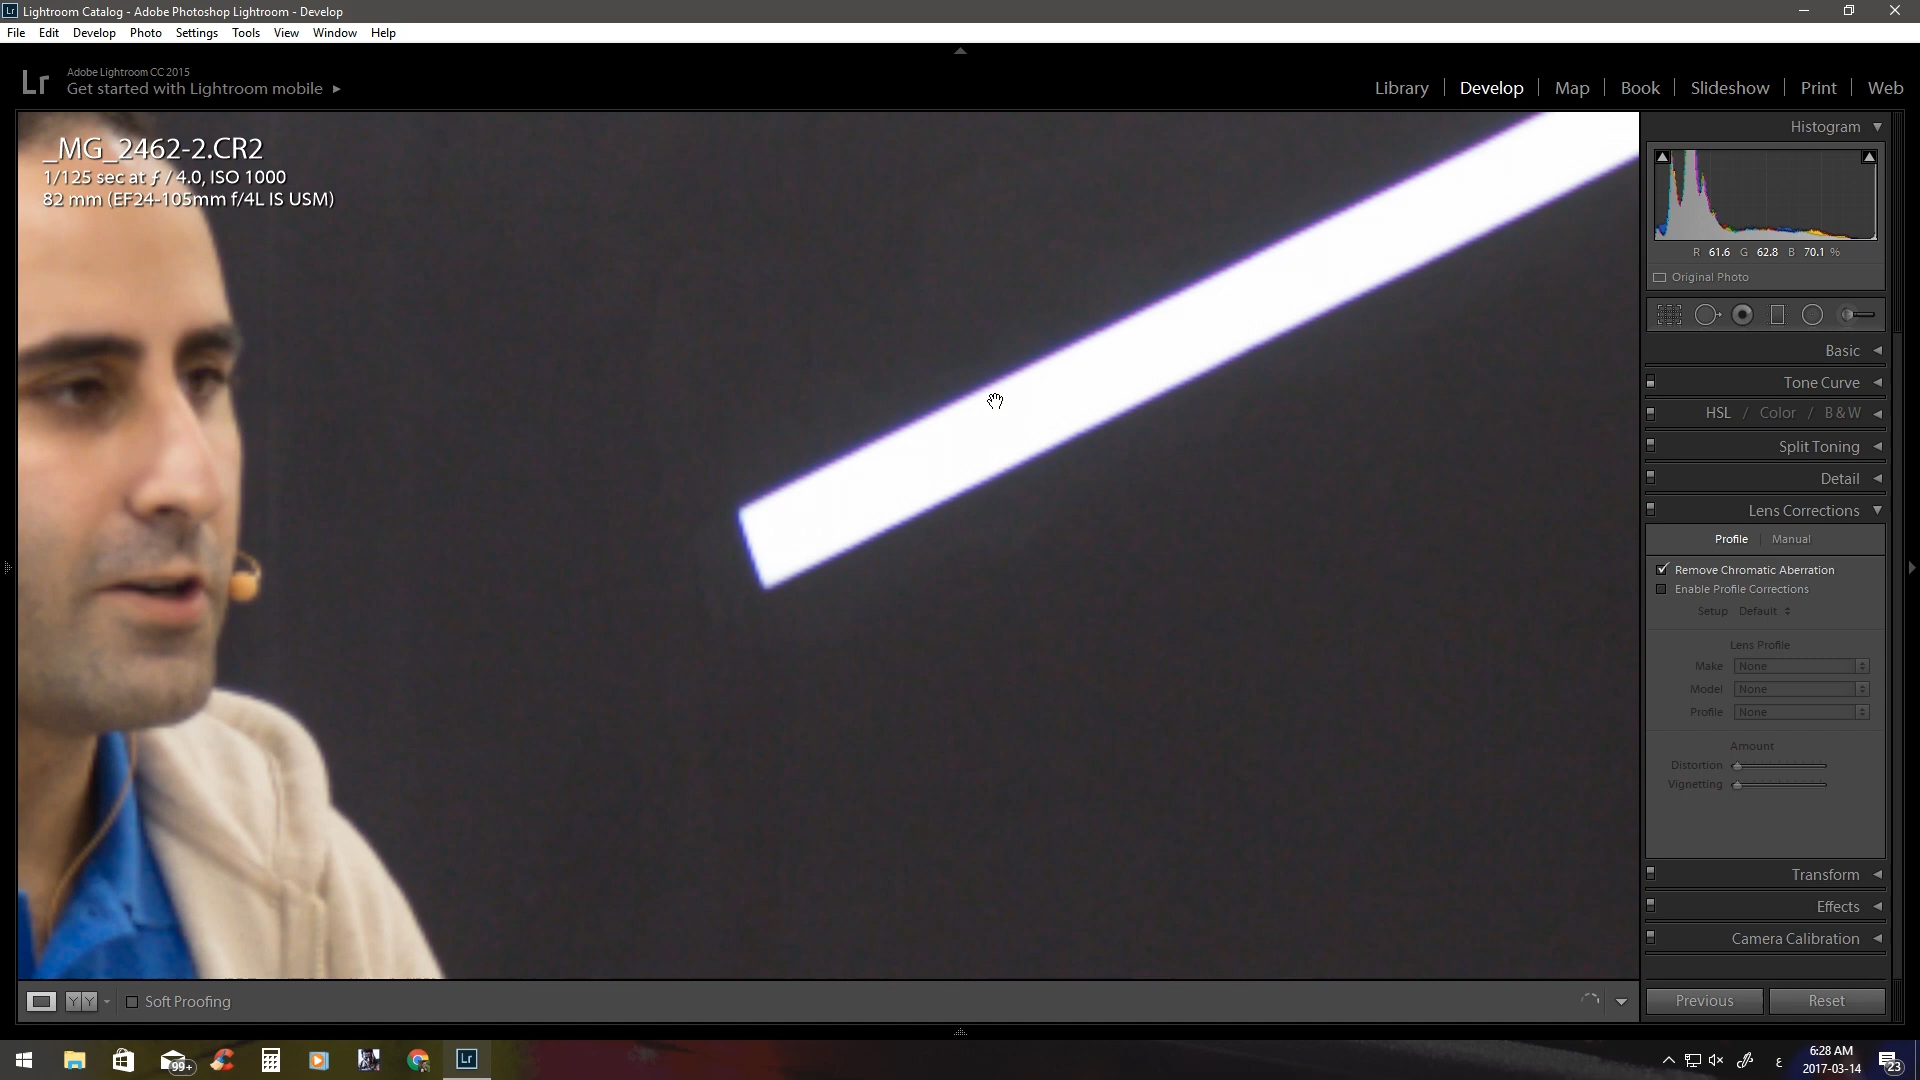 Lr Lightroom Catalog - Adobe Photoshop Lightroom - Develop
File Edit Develop Photo Settings Tools View Window Help
Lr Adobe Lightroom CC 2015
Get started with Lightroom mobile
Library Develop Map Book Slideshow Print Web
_MG_2462-2.CR2
1/125 sec at ƒ / 4.0, ISO 1000
82 mm (EF24-105mm f/4L IS USM)
Histogram
R 61.6 G 62.8 B 70.1 %
Original Photo
Basic
Tone Curve
HSL / Color / B & W
Split Toning
Detail
Lens Corrections
Profile Manual
Remove Chromatic Aberration
Enable Profile Corrections
Setup Default
Lens Profile
Make None
Model None
Profile None
Amount
Distortion
Vignetting
Transform
Effects
Camera Calibration
Y Y Soft Proofing
Previous Reset
99+ Lr ع 6:28 AM
2017-03-14 23